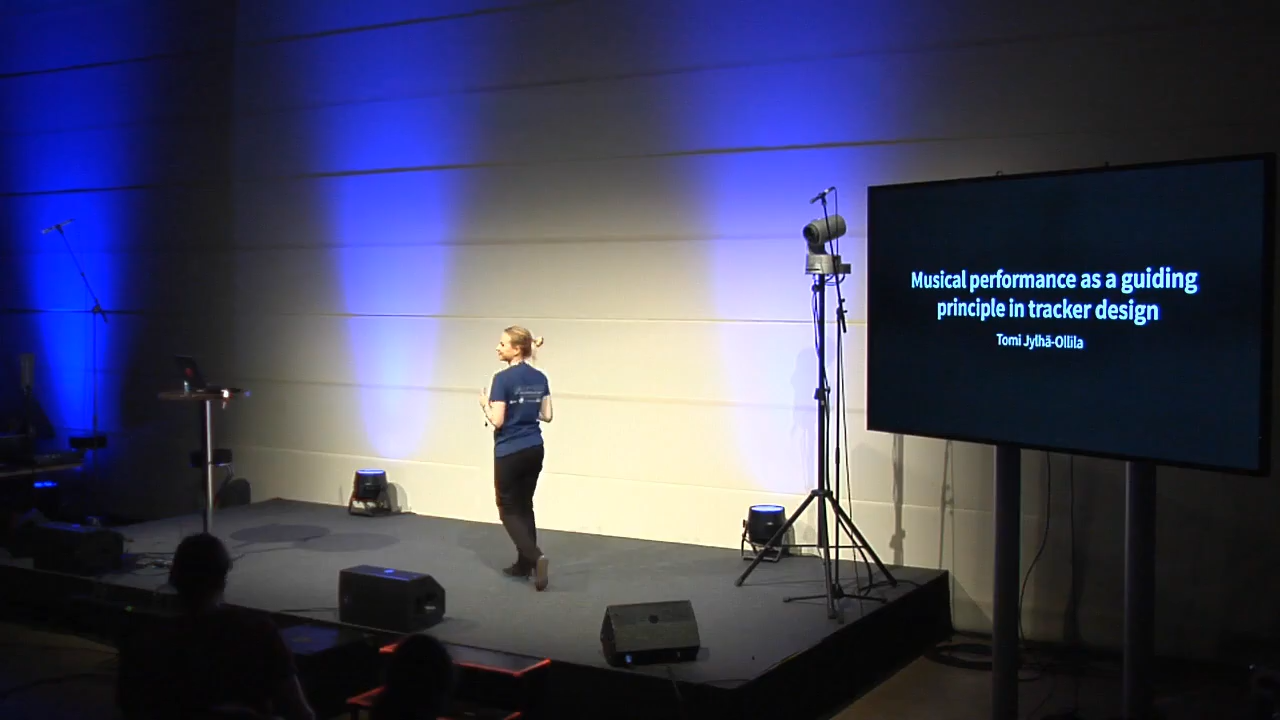 Musical performance as a guiding
principle in tracker design
Tomi Jylhä-Ollila